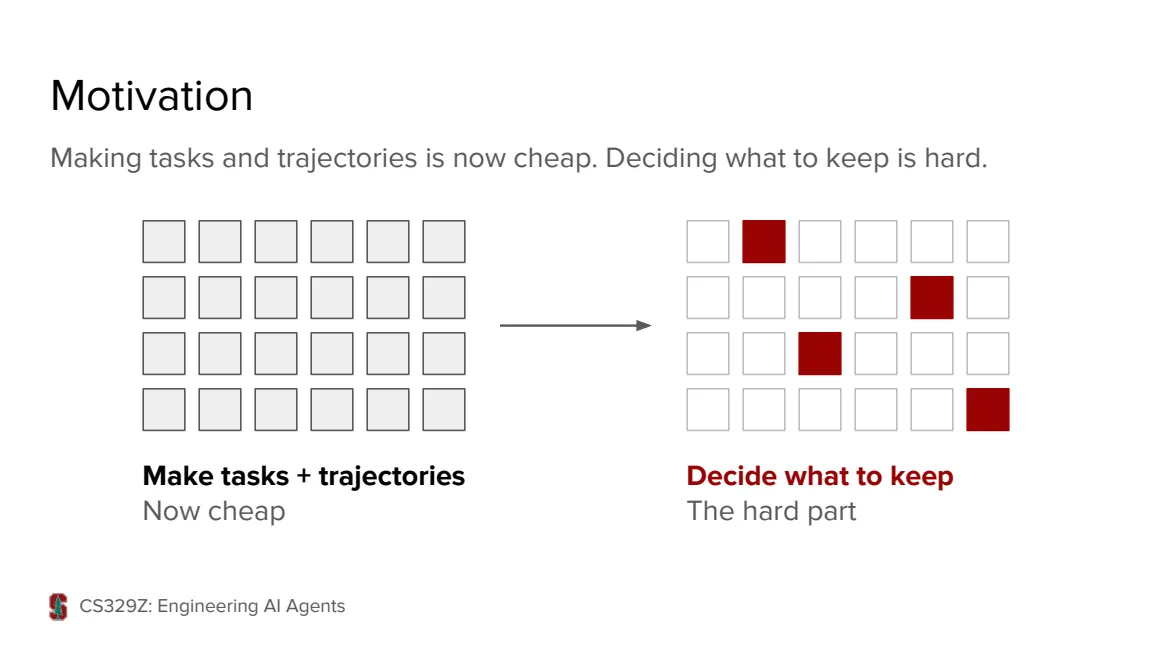 Motivation
Making tasks and trajectories is now cheap. Deciding what to keep is hard.
Make tasks + trajectories
Now cheap
Decide what to keep
The hard part
CS329Z: Engineering AI Agents